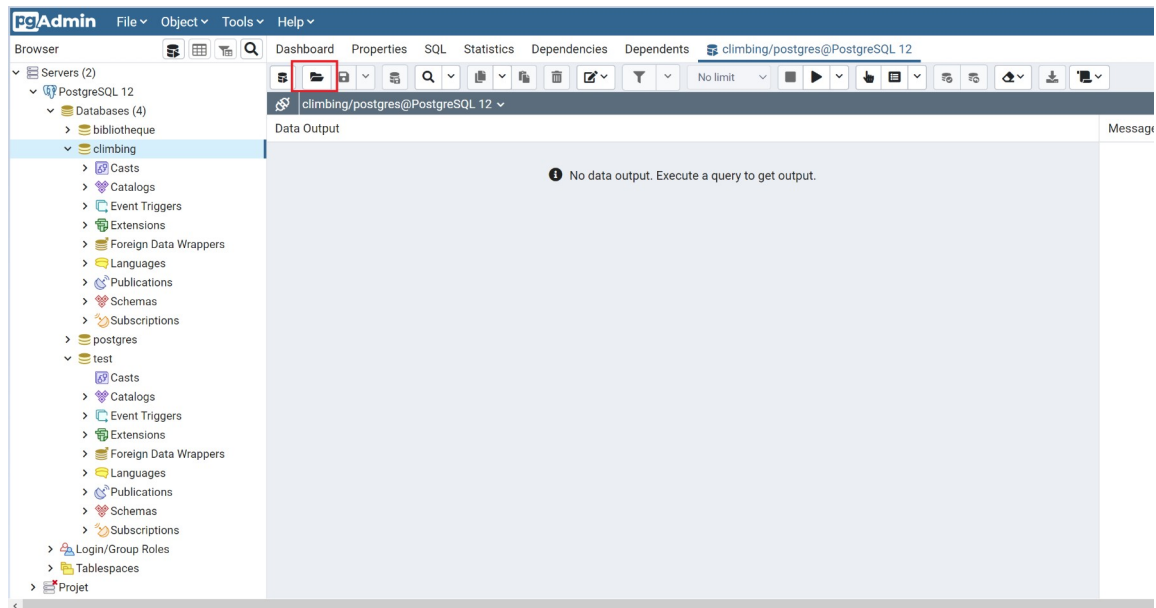 pgAdmin File Object Tools Help
Browser
Dashboard Properties SQL Statistics Dependencies Dependents climbing/postgres@PostgreSQL 12
No limit
climbing/postgres@PostgreSQL 12
Data Output
Message
No data output. Execute a query to get output.
Servers (2)
PostgreSQL 12
Databases (4)
bibliotheque
climbing
Casts
Catalogs
Event Triggers
Extensions
Foreign Data Wrappers
Languages
Publications
Schemas
Subscriptions
postgres
test
Casts
Catalogs
Event Triggers
Extensions
Foreign Data Wrappers
Languages
Publications
Schemas
Subscriptions
Login/Group Roles
Tablespaces
Projet